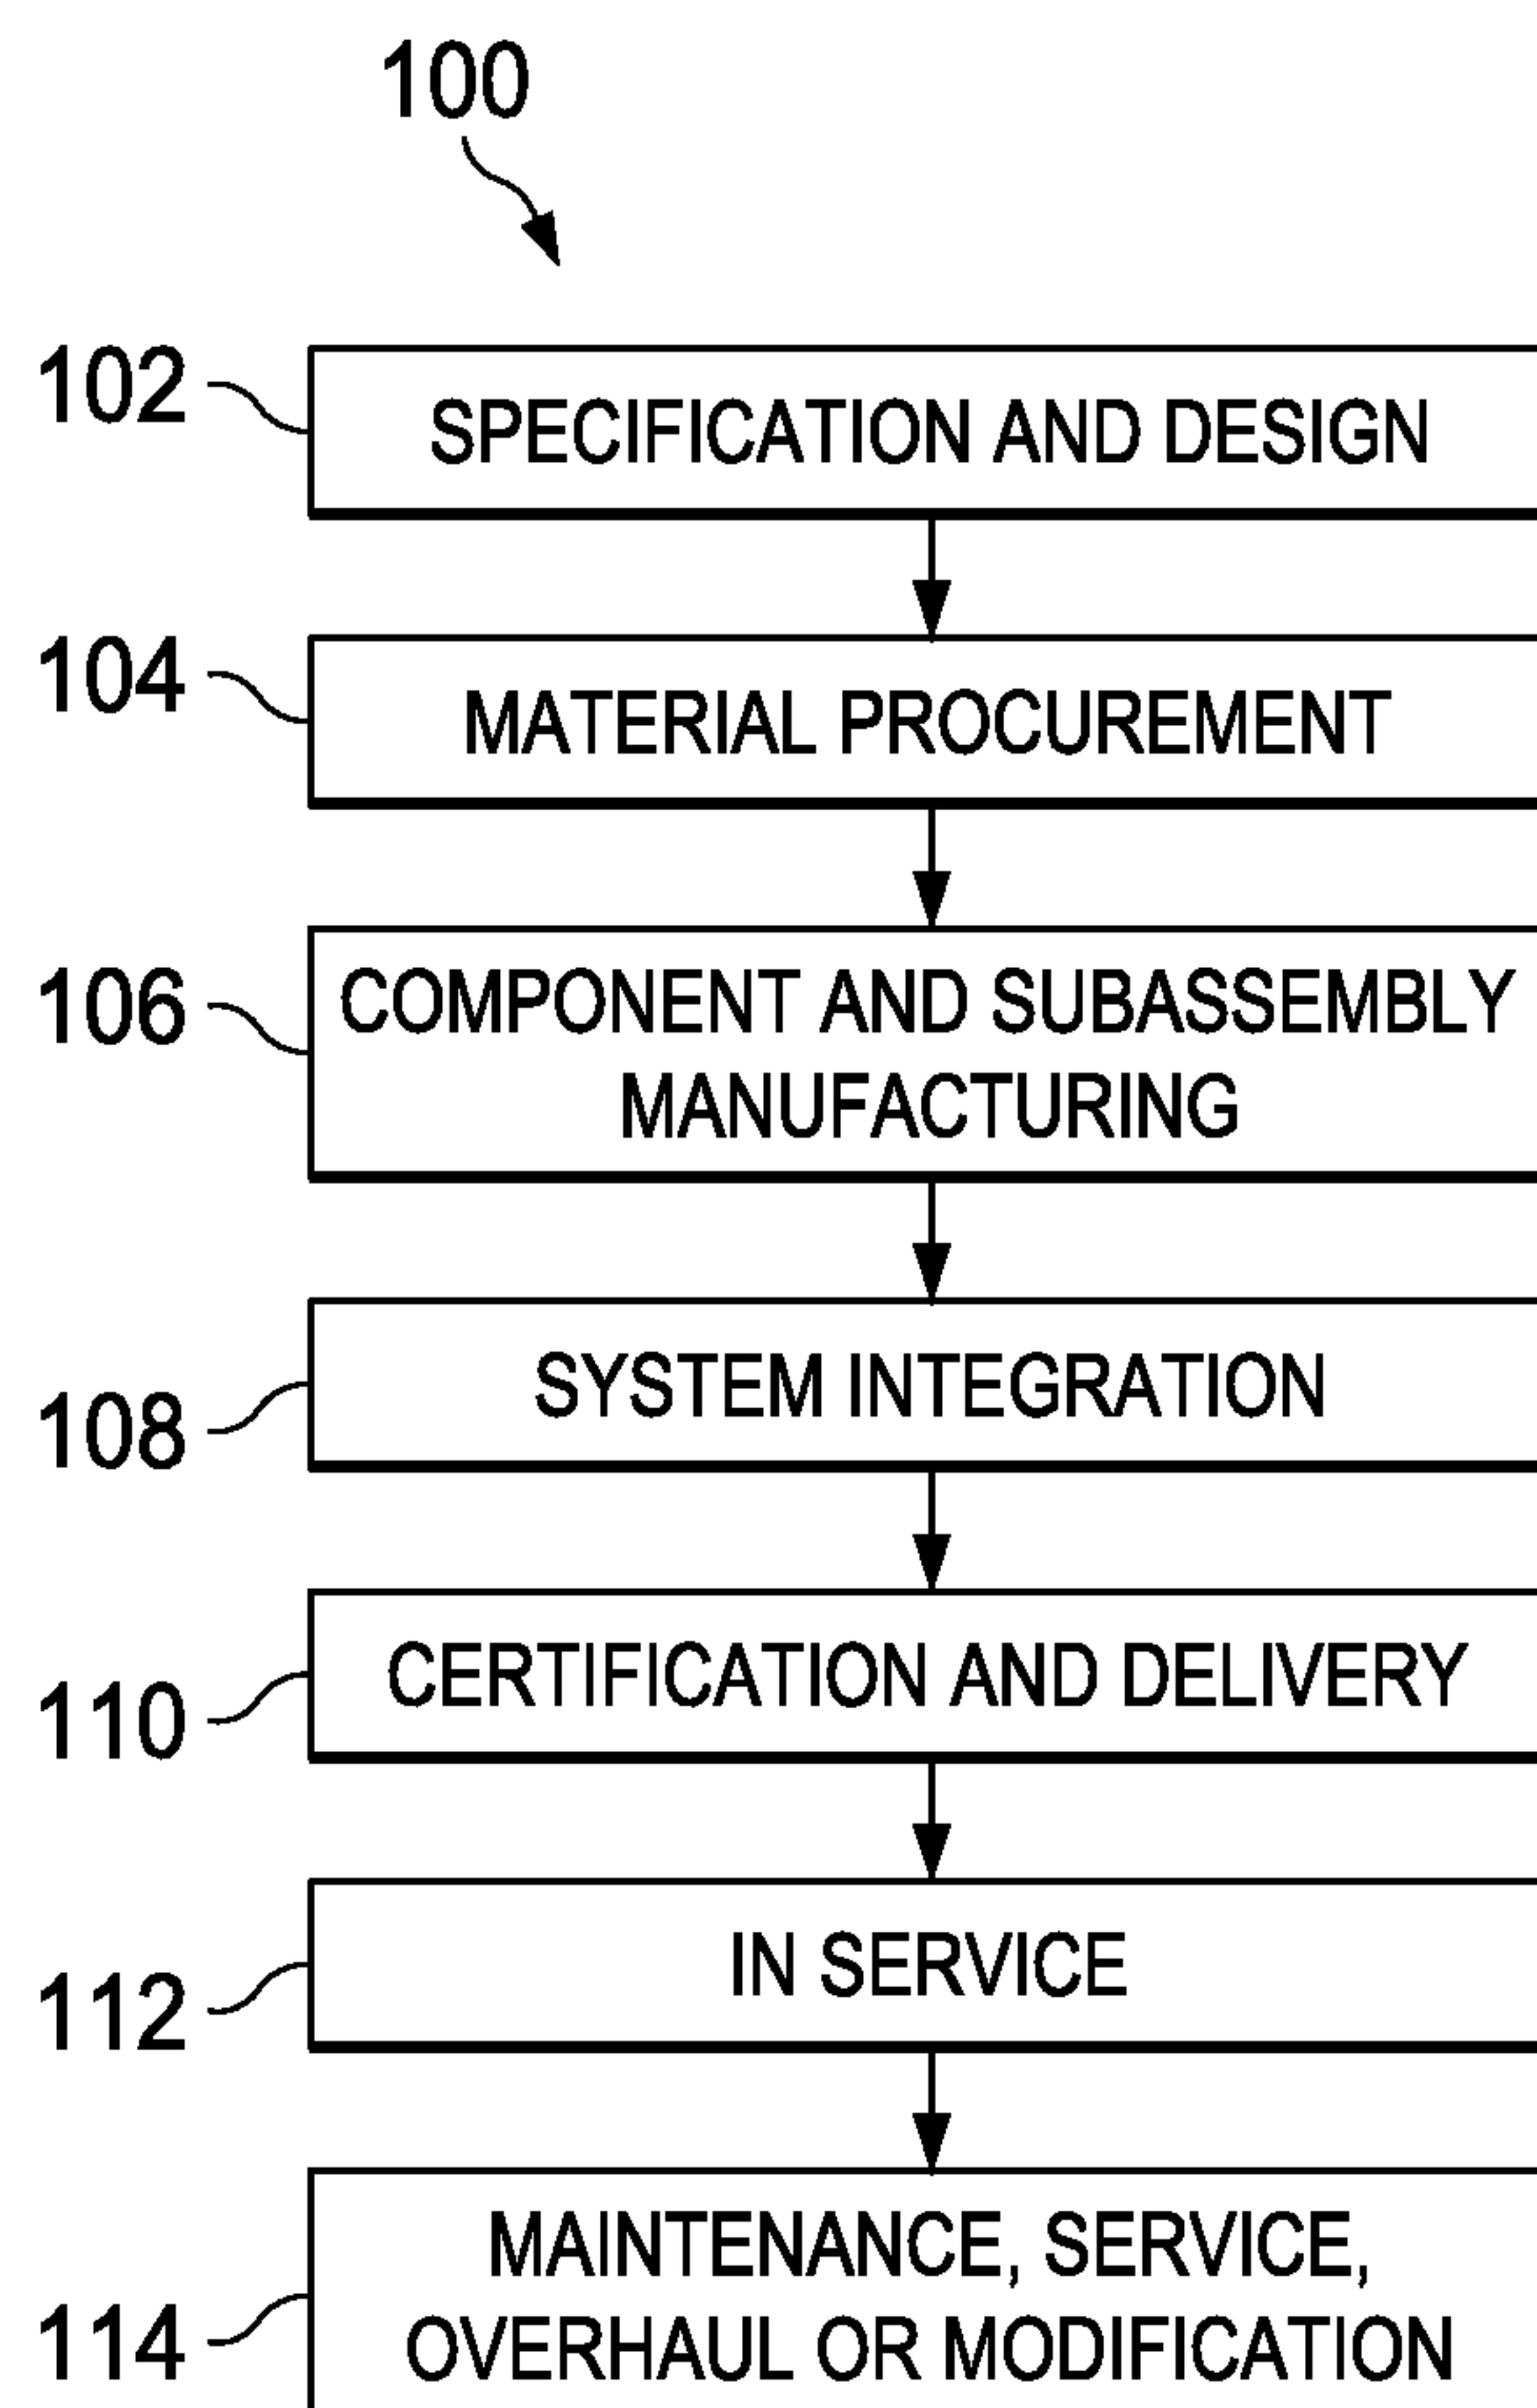 100
102
SPECIFICATION AND DESIGN
104
MATERIAL PROCUREMENT
106
COMPONENT AND SUBASSEMBLY
MANUFACTURING
108
SYSTEM INTEGRATION
110
CERTIFICATION AND DELIVERY
112
IN SERVICE
114
MAINTENANCE, SERVICE,
OVERHAUL OR MODIFICATION